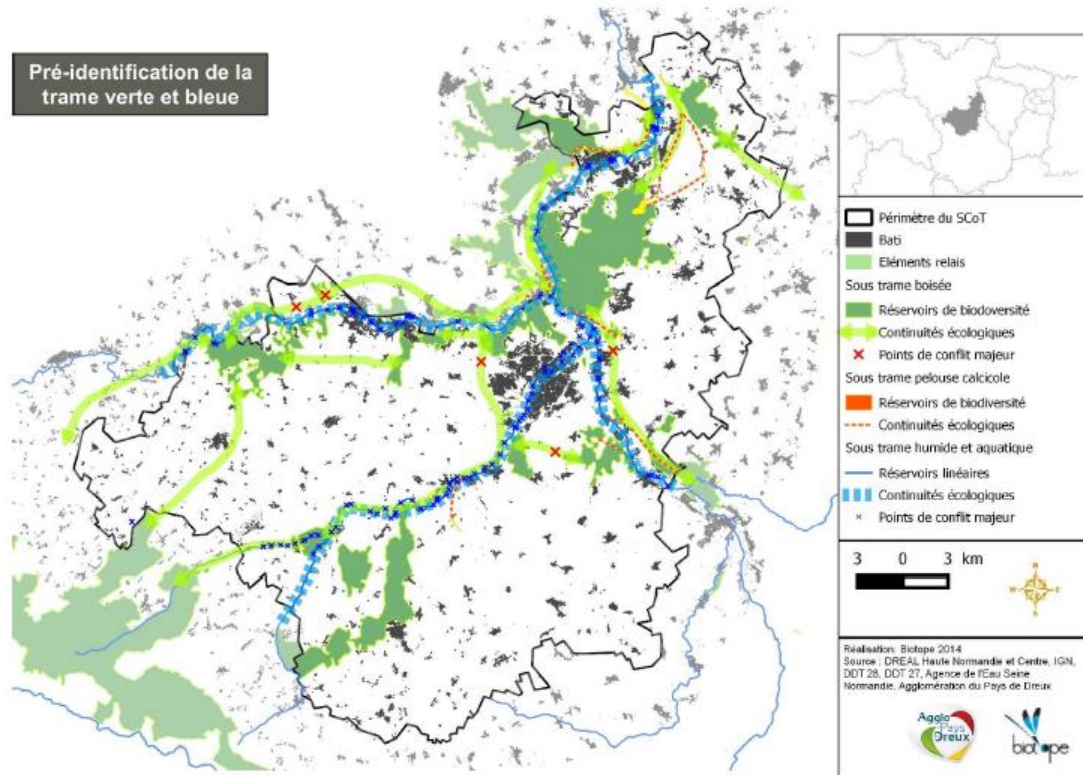 Pré-identification de la
trame verte et bleue
Périmètre du SCoT
Bati
Eléments relais
Sous trame boisée
Réservoirs de biodiversité
Continuités écologiques
Points de conflit majeur
Sous trame pelouse calcicole
Réservoirs de biodiversité
Continuités écologiques
Sous trame humide et aquatique
Réservoirs linéaires
Continuités écologiques
Points de conflit majeur
3 0 3 km
N
W E
S
Réalisation: Biotope 2014
Source : DREAL Haute Normandie et Centre, IGN,
DDT 28, DDT 27, Agence de l'Eau Seine
Normandie, Agglomération du Pays de Dreux
Agglo
Pays
Dreux
biotope